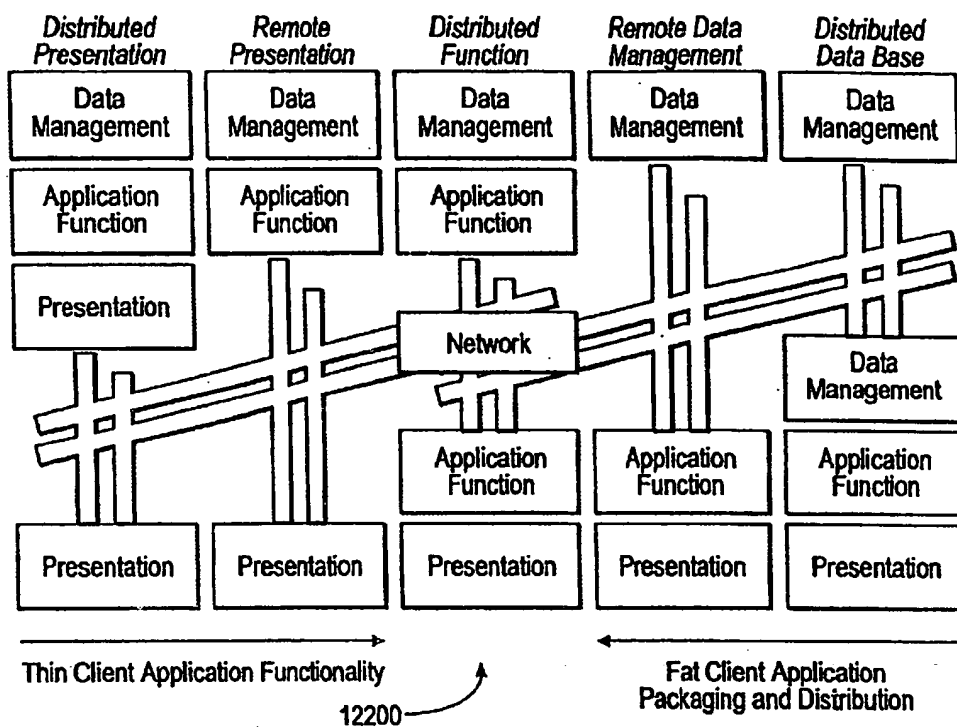 Distributed
Presentation
Remote
Presentation
Distributed
Function
Remote Data
Management
Distributed
Data Base
Data
Management
Data
Management
Data
Management
Data
Management
Data
Management
Application
Function
Application
Function
Application
Function
Presentation
Network
Data
Management
Application
Function
Application
Function
Application
Function
Presentation
Presentation
Presentation
Presentation
Presentation
Thin Client Application Functionality
Fat Client Application
Packaging and Distribution
12200